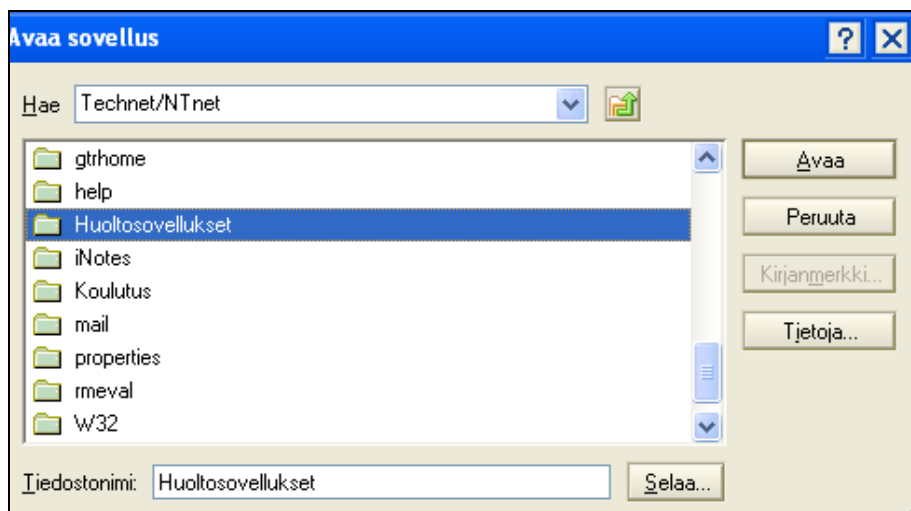 Avaa sovellus
Hae Technet/NTnet
gtrhome
help
Huoltosovellukset
iNotes
Koulutus
mail
properties
rmeval
W32
Avaa
Peruuta
Kirjanmerkki...
Tietoja...
Tiedostonimi: Huoltosovellukset Selaa...